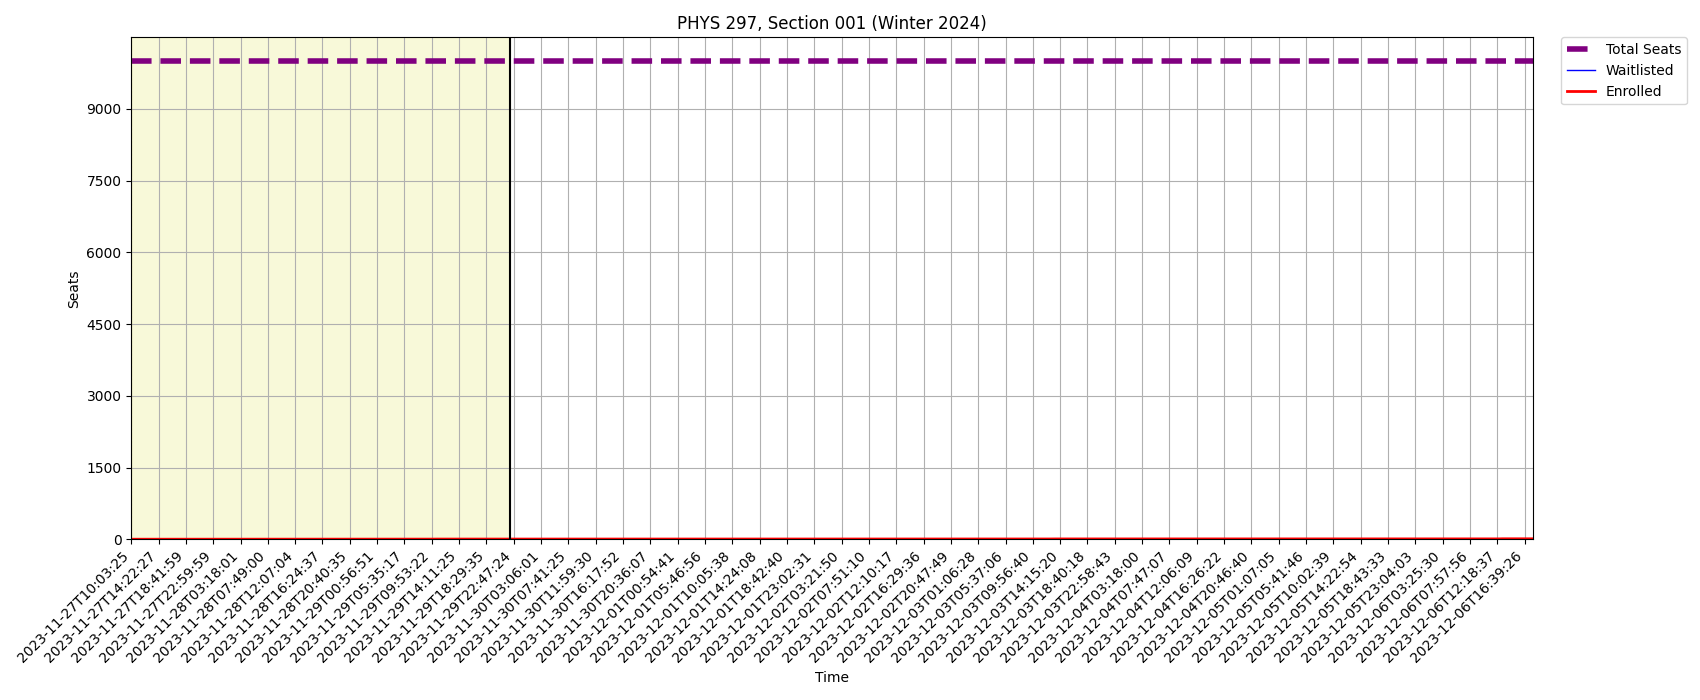 PHYS 297, Section 001 (Winter 2024)
Total Seats
Waitlisted
Enrolled
Seats
9000
7500
6000
4500
3000
1500
0
2023-11-27T10:03:25
2023-11-27T14:22:27
2023-11-27T18:41:59
2023-11-27T22:59:59
2023-11-28T03:18:01
2023-11-28T07:49:00
2023-11-28T12:07:04
2023-11-28T16:24:37
2023-11-28T20:40:35
2023-11-29T00:56:51
2023-11-29T05:35:17
2023-11-29T09:53:22
2023-11-29T14:11:25
2023-11-29T18:29:35
2023-11-29T22:47:24
2023-11-30T03:06:01
2023-11-30T07:41:25
2023-11-30T11:59:30
2023-11-30T16:17:52
2023-11-30T20:36:07
2023-12-01T00:54:41
2023-12-01T05:46:56
2023-12-01T10:05:38
2023-12-01T14:24:08
2023-12-01T18:42:40
2023-12-01T23:02:31
2023-12-02T03:21:50
2023-12-02T07:51:10
2023-12-02T12:10:17
2023-12-02T16:29:36
2023-12-02T20:47:49
2023-12-03T01:06:28
2023-12-03T05:37:06
2023-12-03T09:56:40
2023-12-03T14:15:20
2023-12-03T18:40:18
2023-12-03T22:58:43
2023-12-04T03:18:00
2023-12-04T07:47:07
2023-12-04T12:06:09
2023-12-04T16:26:22
2023-12-04T20:46:40
2023-12-05T01:07:05
2023-12-05T05:41:46
2023-12-05T10:02:39
2023-12-05T14:22:54
2023-12-05T18:43:33
2023-12-05T23:04:03
2023-12-06T03:25:30
2023-12-06T07:57:56
2023-12-06T12:18:37
2023-12-06T16:39:26
Time